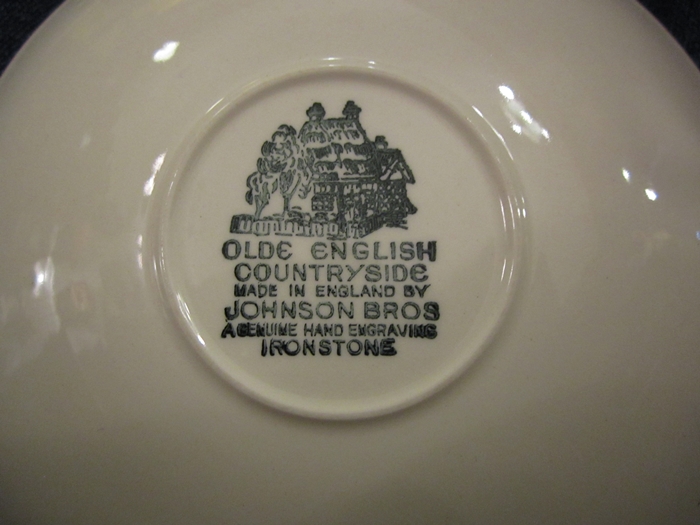 OLDE ENGLISH
COUNTRYSIDE
MADE IN ENGLAND BY
JOHNSON BROS
A GENUINE HAND ENGRAVING
IRONSTONE